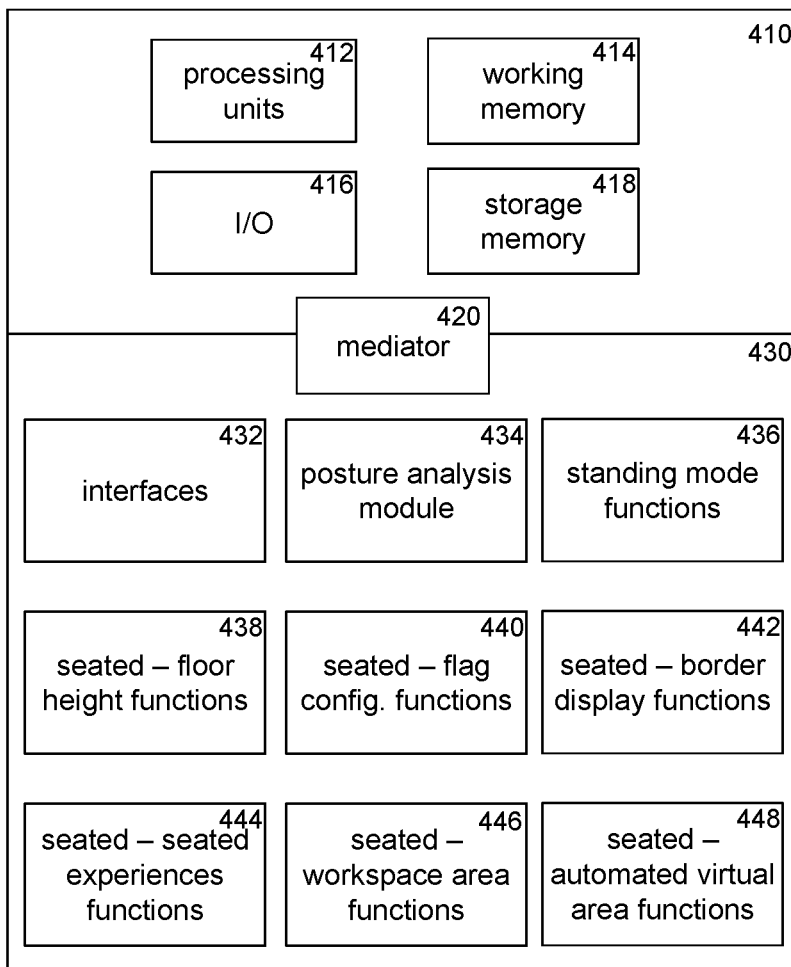 410
412
processing
units
414
working
memory
416
I/O
418
storage
memory
420
mediator
430
432
interfaces
434
posture analysis
module
436
standing mode
functions
438
seated – floor
height functions
440
seated – flag
config. functions
442
seated – border
display functions
444
seated – seated
experiences
functions
446
seated –
workspace area
functions
448
seated –
automated virtual
area functions